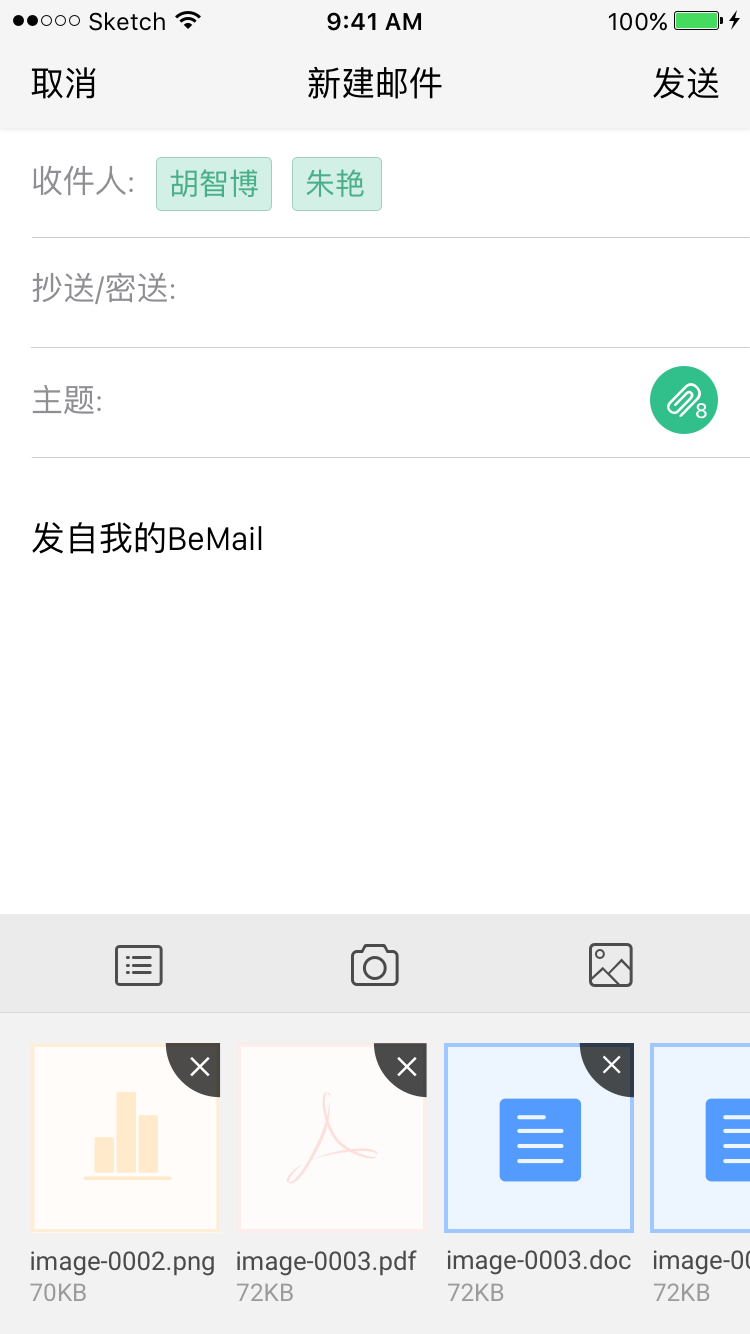 Sketch 9:41 AM 100%
取消 新建邮件 发送
收件人: 胡智博 朱艳
抄送/密送:
主题: 8
发自我的BeMail
image-0002.png image-0003.pdf image-0003.doc
70KB 72KB 72KB 72KB